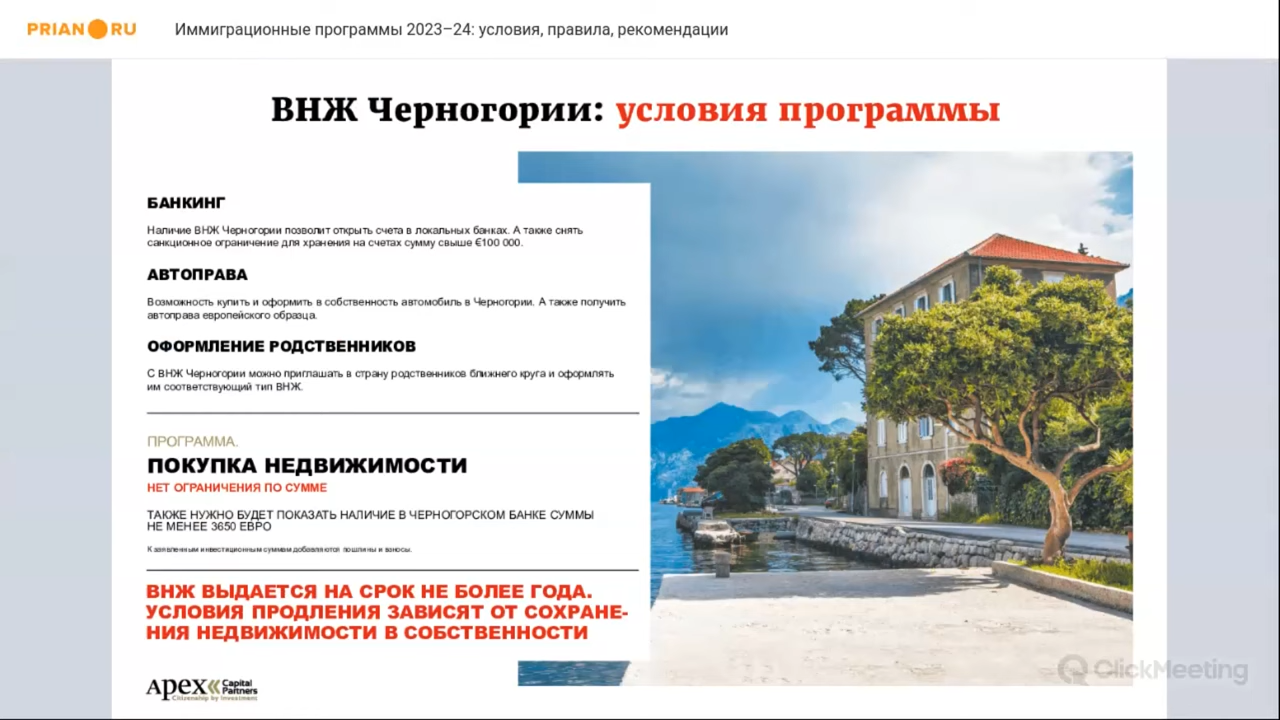 PRIAN RU
Иммиграционные программы 2023–24: условия, правила, рекомендации
ВНЖ Черногории: условия программы
БАНКИНГ
Наличие ВНЖ Черногории позволит открыть счета в локальных банках. А также снять
санкционное ограничение для хранения на счетах сумму свыше €100 000.
АВТОПРАВА
Возможность купить и оформить в собственность автомобиль в Черногории. А также получить
автоправа европейского образца.
ОФОРМЛЕНИЕ РОДСТВЕННИКОВ
С ВНЖ Черногории можно приглашать в страну родственников ближнего круга и оформлять
им соответствующий тип ВНЖ.
ПРОГРАММА.
ПОКУПКА НЕДВИЖИМОСТИ
НЕТ ОГРАНИЧЕНИЯ ПО СУММЕ
ТАКЖЕ НУЖНО БУДЕТ ПОКАЗАТЬ НАЛИЧИЕ В ЧЕРНОГОРСКОМ БАНКЕ СУММЫ
НЕ МЕНЕЕ 3650 ЕВРО
К заявленным инвестиционным суммам добавляются пошлины и взносы.
ВНЖ ВЫДАЕТСЯ НА СРОК НЕ БОЛЕЕ ГОДА.
УСЛОВИЯ ПРОДЛЕНИЯ ЗАВИСЯТ ОТ СОХРАНЕ-
НИЯ НЕДВИЖИМОСТИ В СОБСТВЕННОСТИ
APEX Capital
Partners
Citizenship by Investment
ClickMeeting